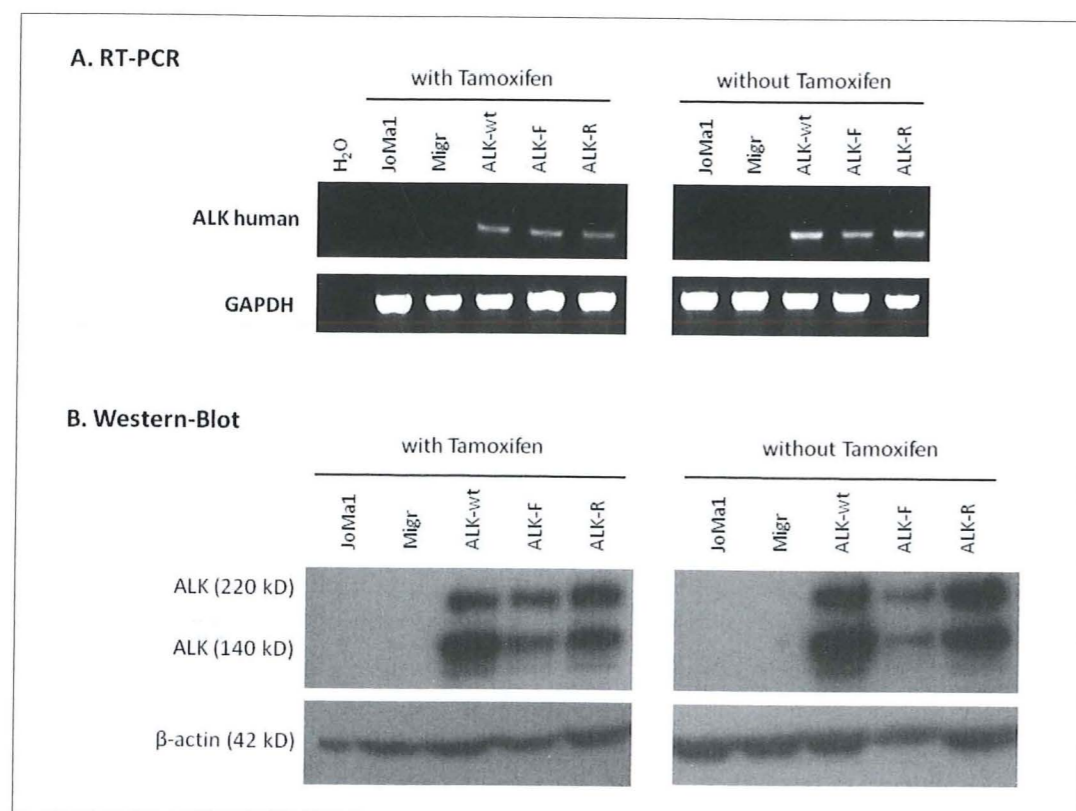 A. RT-PCR
with Tamoxifen
without Tamoxifen
H₂O JoMa1 Migr ALK-wt ALK-F ALK-R
JoMa1 Migr ALK-wt ALK-F ALK-R
ALK human
GAPDH
B. Western-Blot
with Tamoxifen
without Tamoxifen
JoMa1 Migr ALK-wt ALK-F ALK-R
JoMa1 Migr ALK-wt ALK-F ALK-R
ALK (220 kD)
ALK (140 kD)
β-actin (42 kD)